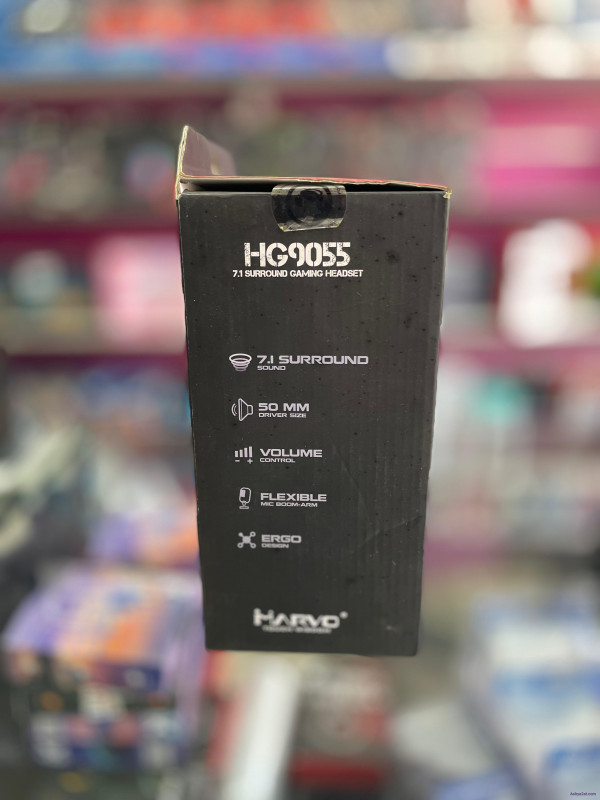 HG9055
7.1 SURROUND GAMING HEADSET
7.1 SURROUND
SOUND
50 MM
DRIVER SIZE
VOLUME
CONTROL
- +
FLEXIBLE
MIC BOOM-ARM
ERGO
DESIGN
MARVO®